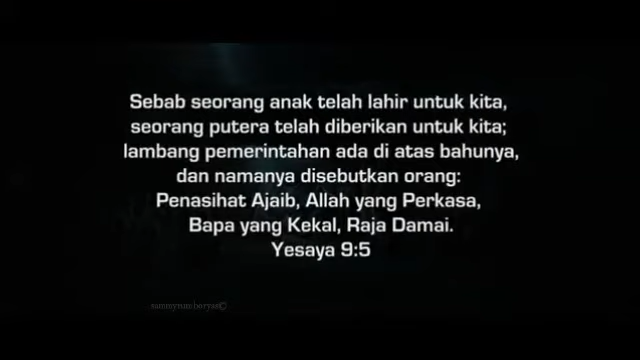 Sebab seorang anak telah lahir untuk kita,
seorang putera telah diberikan untuk kita;
lambang pemerintahan ada di atas bahunya,
dan namanya disebutkan orang:
Penasihat Ajaib, Allah yang Perkasa,
Bapa yang Kekal, Raja Damai.
Yesaya 9:5